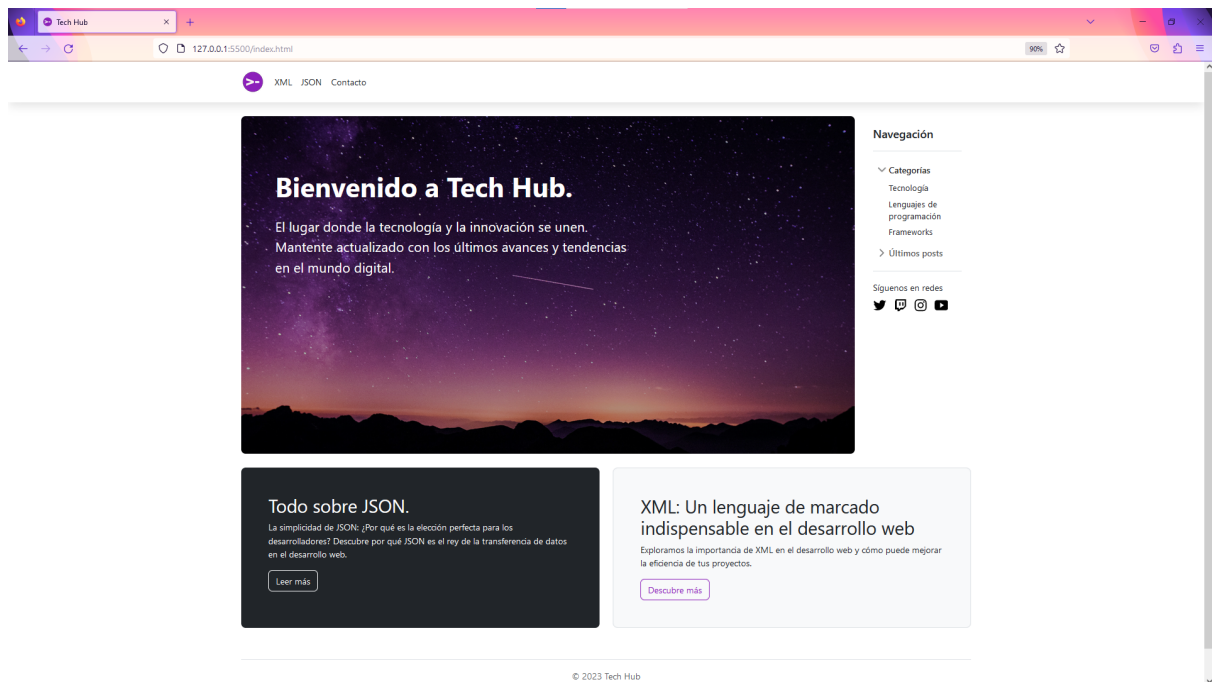 Tech Hub
127.0.0.1:5500/index.html
90%
XML JSON Contacto
Bienvenido a Tech Hub.
El lugar donde la tecnología y la innovación se unen.
Mantente actualizado con los últimos avances y tendencias
en el mundo digital.
Navegación
Categorías
Tecnología
Lenguajes de
programación
Frameworks
Últimos posts
Síguenos en redes
Todo sobre JSON.
La simplicidad de JSON: ¿Por qué es la elección perfecta para los
desarrolladores? Descubre por qué JSON es el rey de la transferencia de datos
en el desarrollo web.
Leer más
XML: Un lenguaje de marcado
indispensable en el desarrollo web
Exploramos la importancia de XML en el desarrollo web y cómo puede mejorar
la eficiencia de tus proyectos.
Descubre más
© 2023 Tech Hub